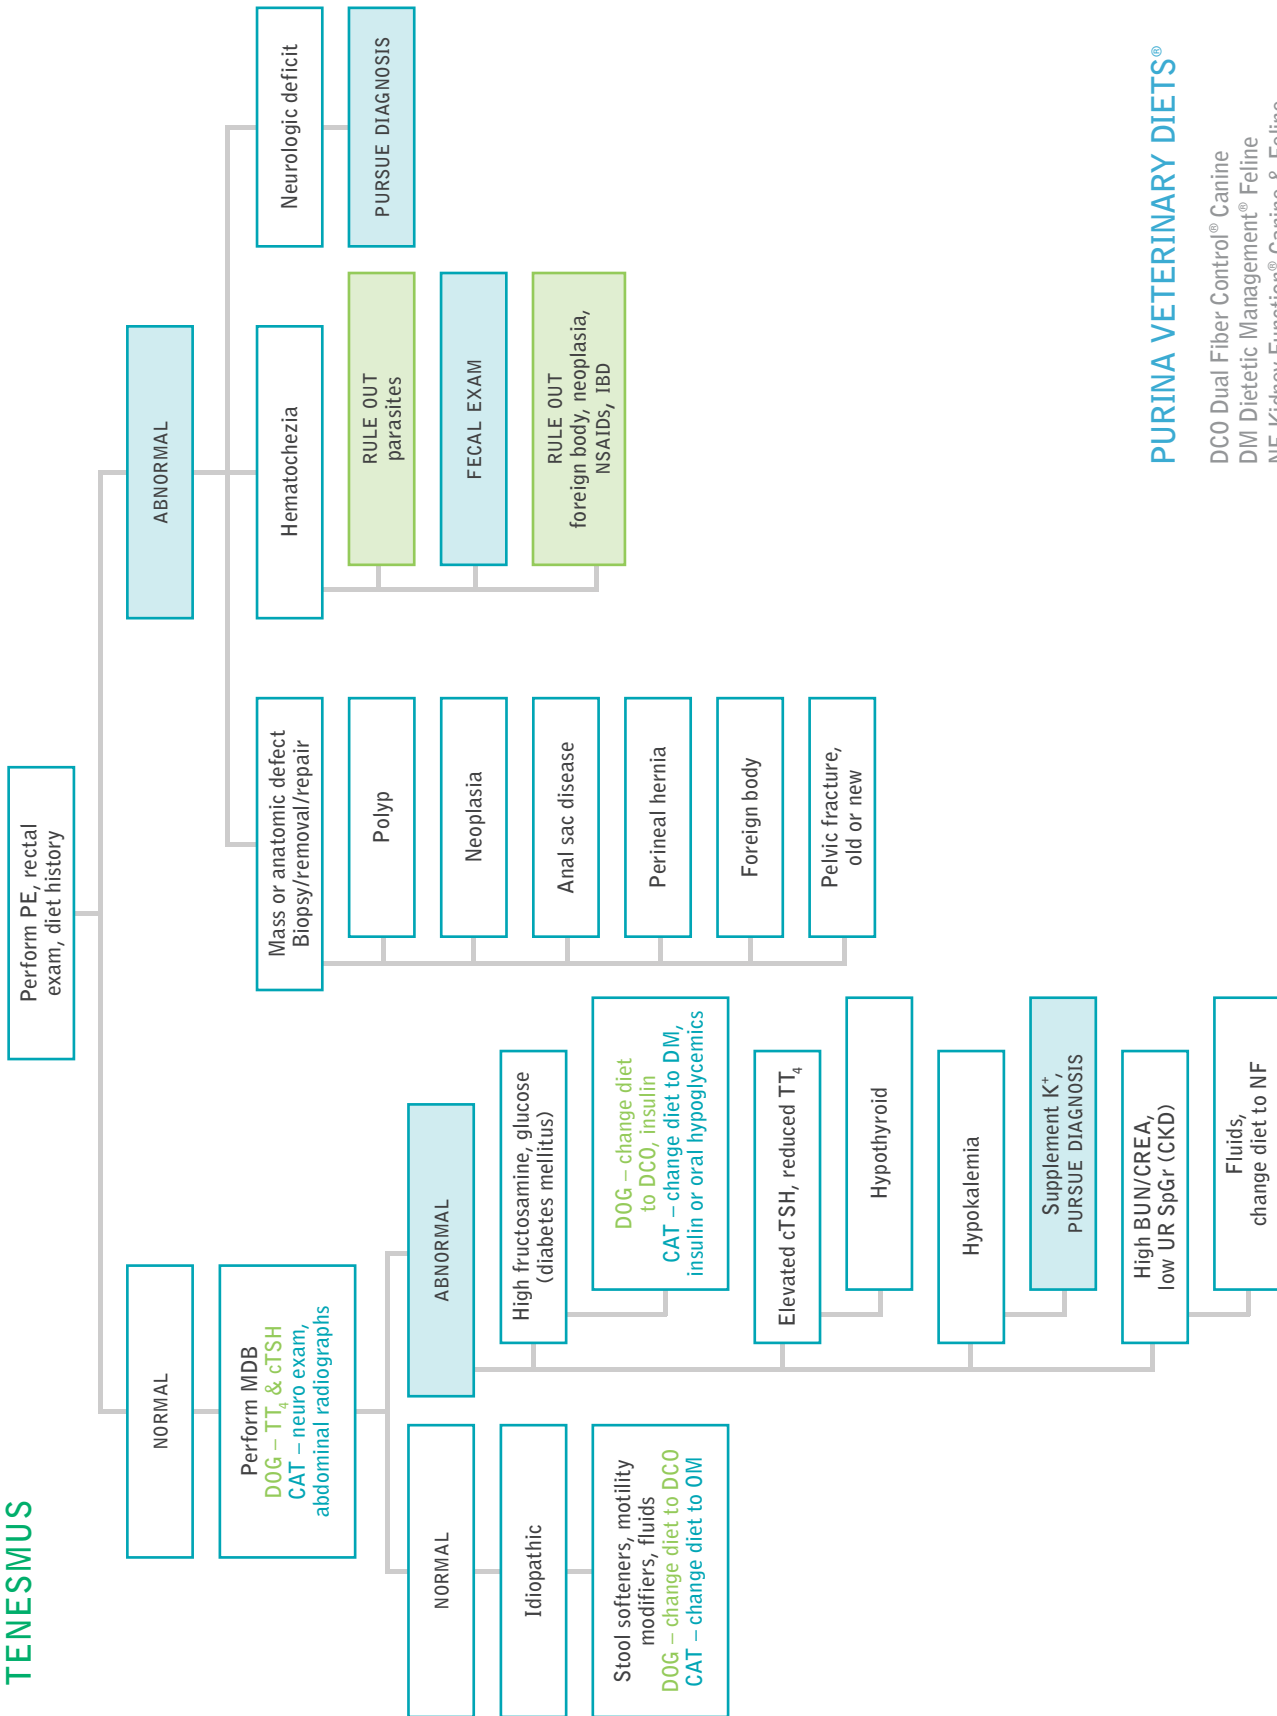 TENESMUS
Perform PE, rectal
exam, diet history
NORMAL
Perform MDB
DOG – TT4 & cTSH
CAT – neuro exam,
abdominal radiographs
NORMAL
Idiopathic
Stool softeners, motility
modifiers, fluids
DOG – change diet to DCO
CAT – change diet to OM
ABNORMAL
High fructosamine, glucose
(diabetes mellitus)
DOG – change diet
to DCO, insulin
CAT – change diet to DM,
insulin or oral hypoglycemics
Elevated cTSH, reduced TT4
Hypothyroid
Hypokalemia
Supplement K+,
PURSUE DIAGNOSIS
High BUN/CREA,
low UR SpGr (CKD)
Fluids,
change diet to NF
ABNORMAL
Mass or anatomic defect
Biopsy/removal/repair
Polyp
Neoplasia
Anal sac disease
Perineal hernia
Foreign body
Pelvic fracture,
old or new
Hematochezia
RULE OUT
parasites
FECAL EXAM
RULE OUT
foreign body, neoplasia,
NSAIDs, IBD
Neurologic deficit
PURSUE DIAGNOSIS
PURINA VETERINARY DIETS®
DCO Dual Fiber Control® Canine
DM Dietetic Management® Feline
NF Kidney Function® Canine & Feline